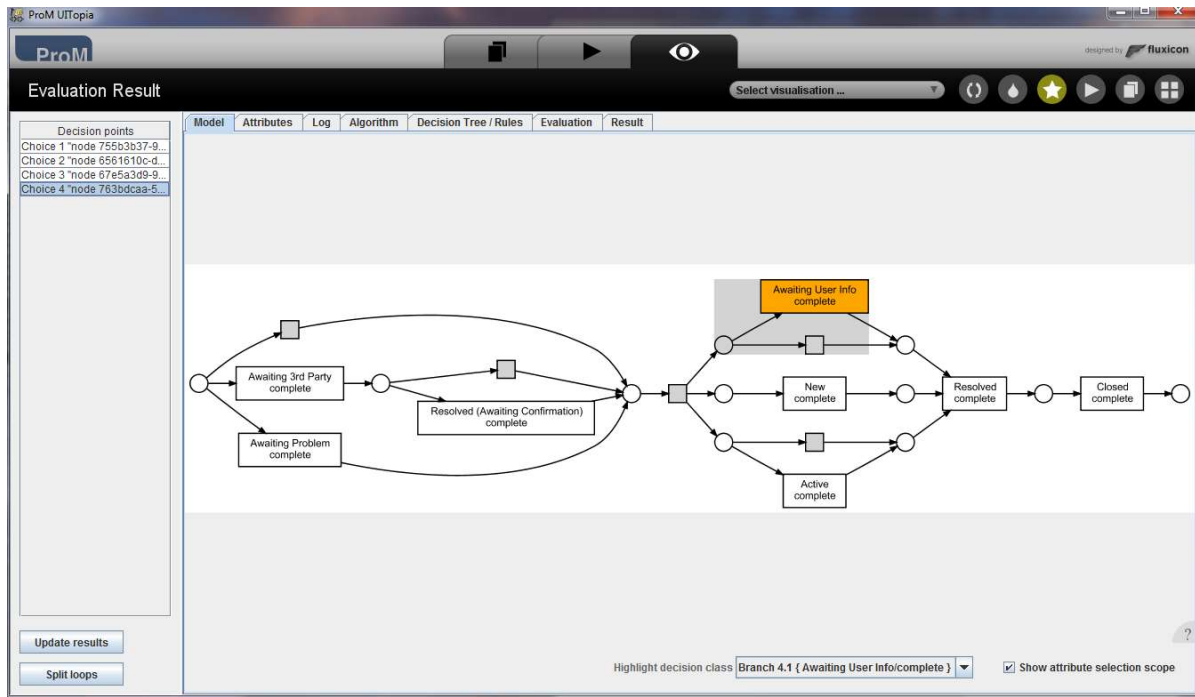 ProM UITopia
ProM
designed by fluxicon
Evaluation Result
Select visualisation ...
Decision points
Choice 1 "node 755b3b37-9...
Choice 2 "node 6561610c-d...
Choice 3 "node 67e5a3d9-9...
Choice 4 "node 763bdcaa-5...
Model Attributes Log Algorithm Decision Tree / Rules Evaluation Result
Awaiting User Info
complete
Awaiting 3rd Party
complete
New
complete
Resolved
complete
Closed
complete
Resolved (Awaiting Confirmation)
complete
Awaiting Problem
complete
Active
complete
?
Update results
Split loops
Highlight decision class Branch 4.1 { Awaiting User Info/complete }
Show attribute selection scope